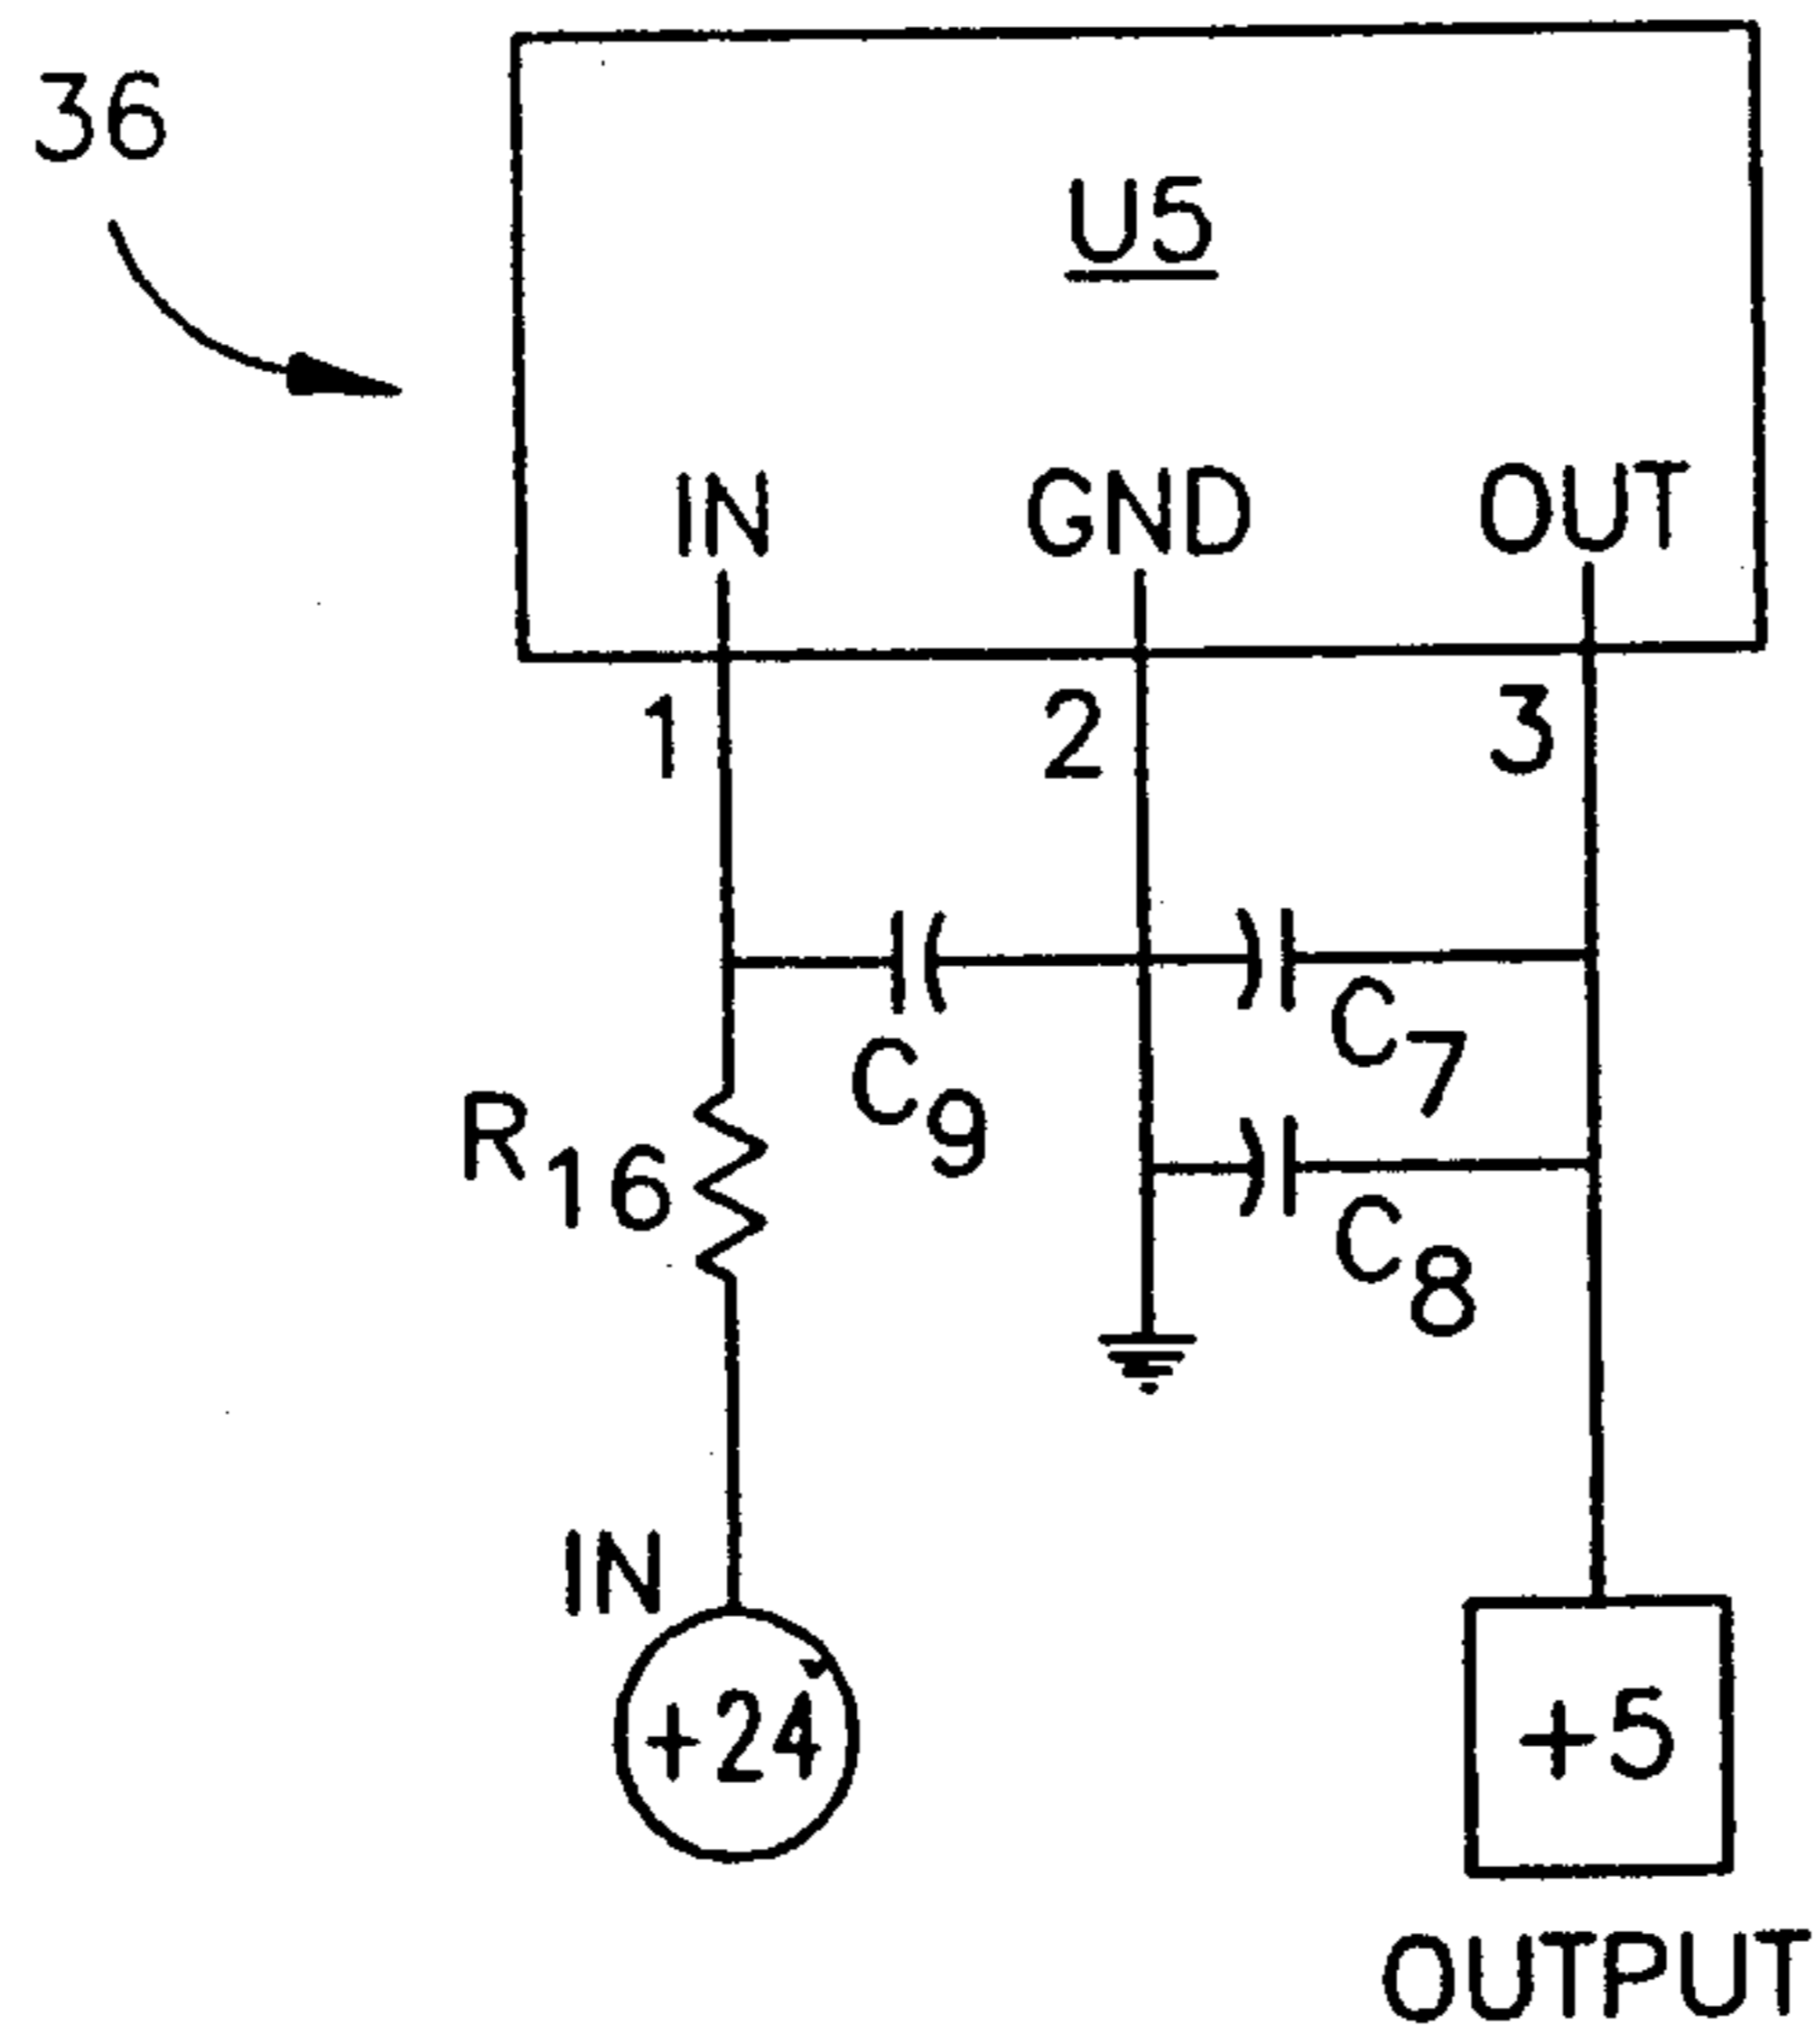 36
U5
IN GND OUT
1 2 3
C7
C9
R16
C8
IN
+24
+5
OUTPUT